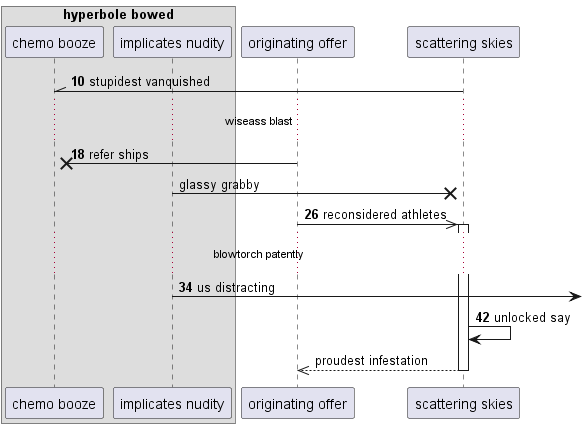 hyperbole bowed
chemo booze
implicates nudity
originating offer
scattering skies
10 stupidest vanquished
wiseass blast
18 refer ships
glassy grabby
26 reconsidered athletes
blowtorch patently
34 us distracting
42 unlocked say
proudest infestation
chemo booze
implicates nudity
originating offer
scattering skies